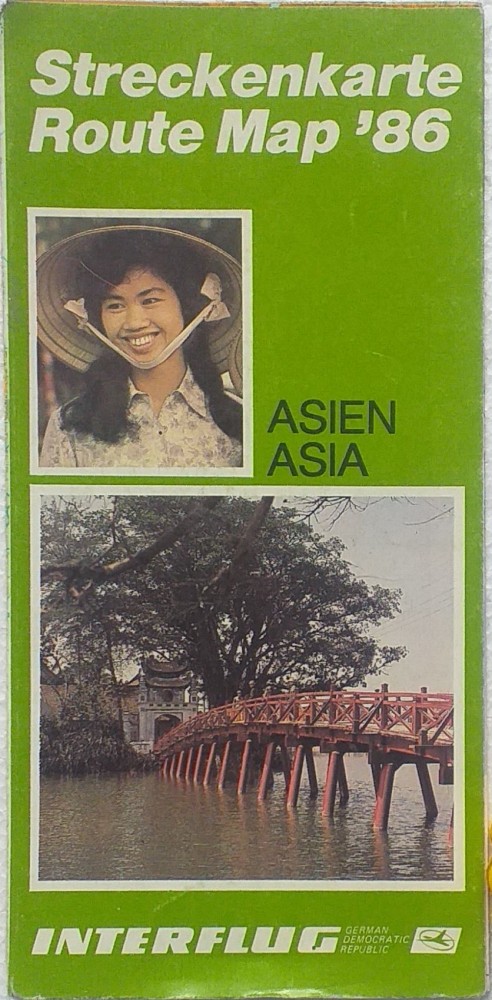 Streckenkarte
Route Map '86
ASIEN
ASIA
INTERFLUG
GERMAN
DEMOCRATIC
REPUBLIC